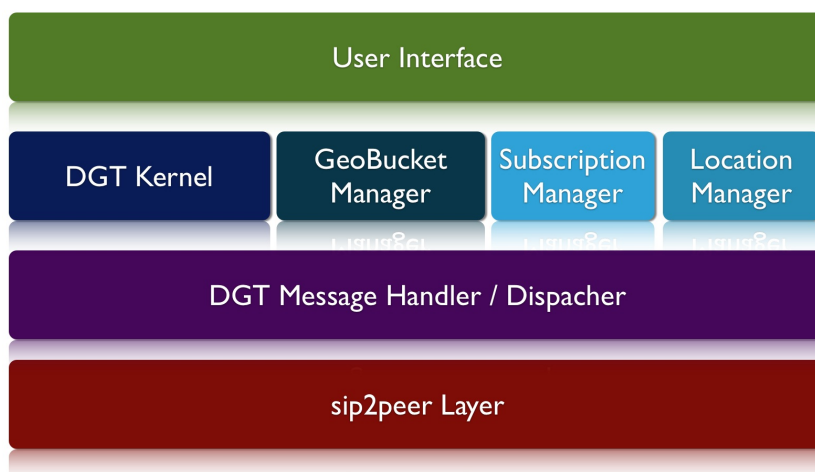 User Interface
DGT Kernel
GeoBucket
Manager
Subscription
Manager
Location
Manager
DGT Message Handler / Dispacher
sip2peer Layer